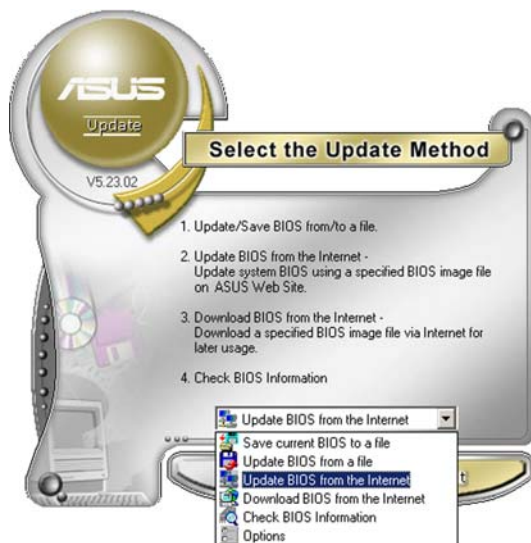 ASUS
Update
V5.23.02
Select the Update Method
1. Update/Save BIOS from/to a file.
2. Update BIOS from the Internet -
Update system BIOS using a specified BIOS image file
on ASUS Web Site.
3. Download BIOS from the Internet -
Download a specified BIOS image file via Internet for
later usage.
4. Check BIOS Information
Update BIOS from the Internet
Save current BIOS to a file
Update BIOS from a file
Update BIOS from the Internet
Download BIOS from the Internet
Check BIOS Information
Options